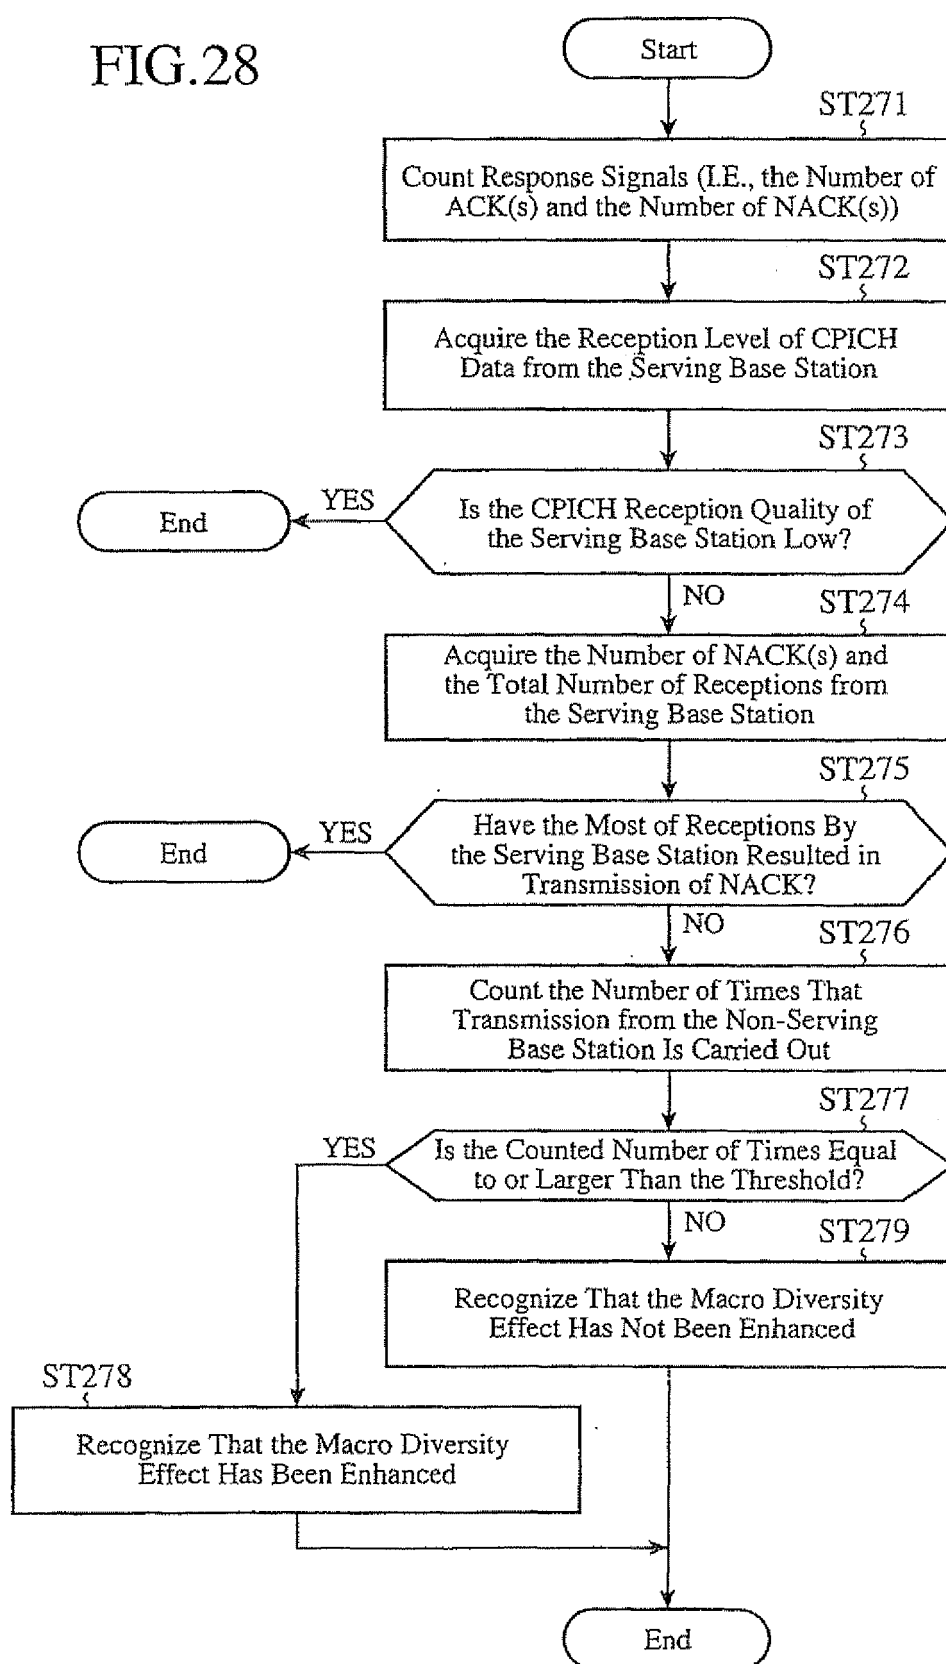 FIG.28
Start
ST271
Count Response Signals (I.E., the Number of
ACK(s) and the Number of NACK(s))
ST272
Acquire the Reception Level of CPICH
Data from the Serving Base Station
ST273
Is the CPICH Reception Quality of
the Serving Base Station Low?
YES
End
NO
ST274
Acquire the Number of NACK(s) and
the Total Number of Receptions from
the Serving Base Station
ST275
Have the Most of Receptions By
the Serving Base Station Resulted in
Transmission of NACK?
YES
End
NO
ST276
Count the Number of Times That
Transmission from the Non-Serving
Base Station Is Carried Out
ST277
Is the Counted Number of Times Equal
to or Larger Than the Threshold?
YES
NO
ST279
Recognize That the Macro Diversity
Effect Has Not Been Enhanced
ST278
Recognize That the Macro Diversity
Effect Has Been Enhanced
End